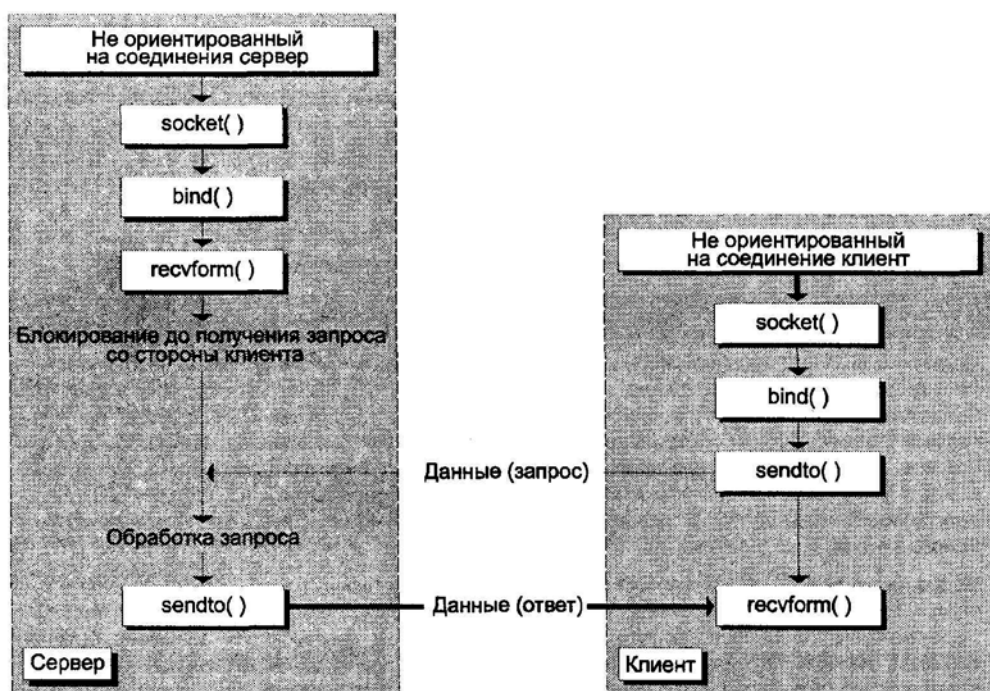 Не ориентированный
на соединения сервер
socket( )
bind( )
recvform( )
Блокирование до получения запроса
со стороны клиента
Обработка запроса
sendto( )
Сервер
Данные (запрос)
Данные (ответ)
Не ориентированный
на соединение клиент
socket( )
bind( )
sendto( )
recvform( )
Клиент